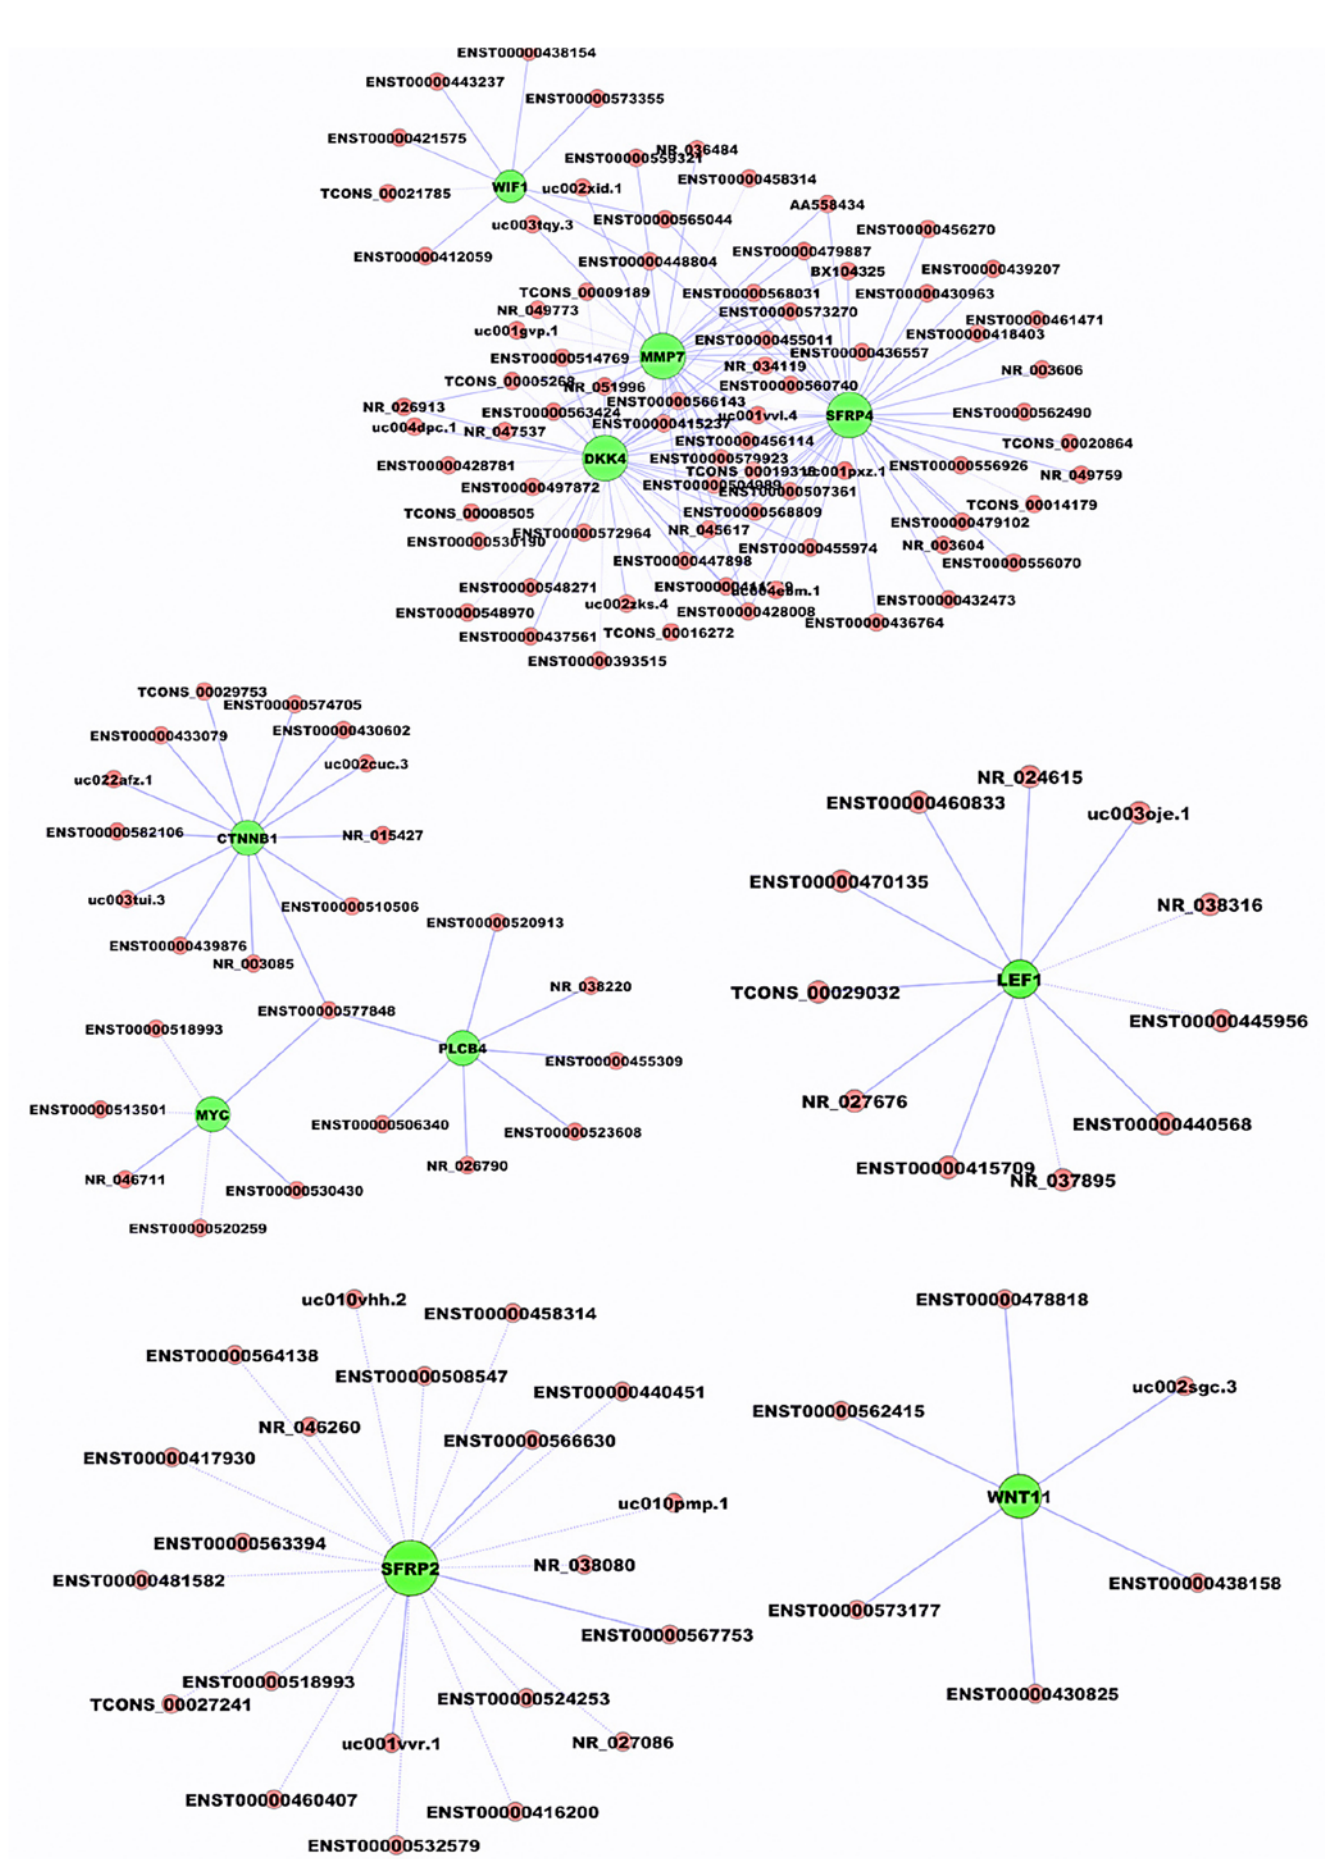 ENST00000438154
ENST00000443237
ENST00000573355
ENST00000421575
NR_036484
ENST00000559321
ENST00000458314
WIF1
uc002xid.1
TCONS_00021785
AA558434
ENST00000565044
uc003tqy.3
ENST00000456270
ENST00000479887
ENST00000412059
ENST00000448804
BX104325
ENST00000439207
TCONS_00009189
ENST00000568031
ENST00000430963
NR_049773
ENST00000573270
ENST00000461471
uc001gvp.1
ENST00000418403
ENST00000455011
MMP7
ENST00000436557
ENST00000514769
NR_034119
NR_003606
TCONS_00005268
NR_051996
ENST00000560740
ENST00000566143
NR_026913
ENST00000563424
uc001vvl.4
SFRP4
ENST00000562490
uc004dpc.1
NR_047537
ENST00000415237
ENST00000456114
TCONS_00020864
DKK4
ENST00000579923
ENST00000428781
TCONS_00019318
uc001pxz.1
ENST00000556926
NR_049759
ENST00000497872
ENST00000504989
ENST00000507361
TCONS_00014179
TCONS_00008505
ENST00000568809
ENST00000479102
ENST00000572964
NR_045617
ENST00000530190
ENST00000455974
NR_003604
ENST00000447898
ENST00000556070
ENST00000548271
uc002zks.4
ENST00000432473
ENST00000548970
ENST00000428008
ENST00000436764
ENST00000437561
TCONS_00016272
ENST00000393515
TCONS_00029753
ENST00000574705
ENST00000433079
ENST00000430602
uc002cuc.3
uc022afz.1
ENST00000582106
CTNNB1
NR_015427
uc003tui.3
ENST00000510506
ENST00000439876
NR_003085
ENST00000520913
NR_038220
ENST00000577848
ENST00000518993
PLCB4
ENST00000455309
ENST00000513501
MYC
ENST00000506340
ENST00000523608
NR_026790
NR_046711
ENST00000530430
ENST00000520259
NR_024615
ENST00000460833
uc003oje.1
ENST00000470135
NR_038316
LEF1
TCONS_00029032
ENST00000445956
NR_027676
ENST00000440568
ENST00000415709
NR_037895
uc010vhh.2
ENST00000458314
ENST00000564138
ENST00000508547
ENST00000440451
NR_046260
ENST00000566630
ENST00000417930
uc010pmp.1
ENST00000563394
SFRP2
NR_038080
ENST00000481582
ENST00000567753
ENST00000518993
TCONS_00027241
ENST00000524253
uc001vvr.1
NR_027086
ENST00000460407
ENST00000416200
ENST00000532579
ENST00000478818
uc002sgc.3
ENST00000562415
WNT11
ENST00000438158
ENST00000573177
ENST00000430825